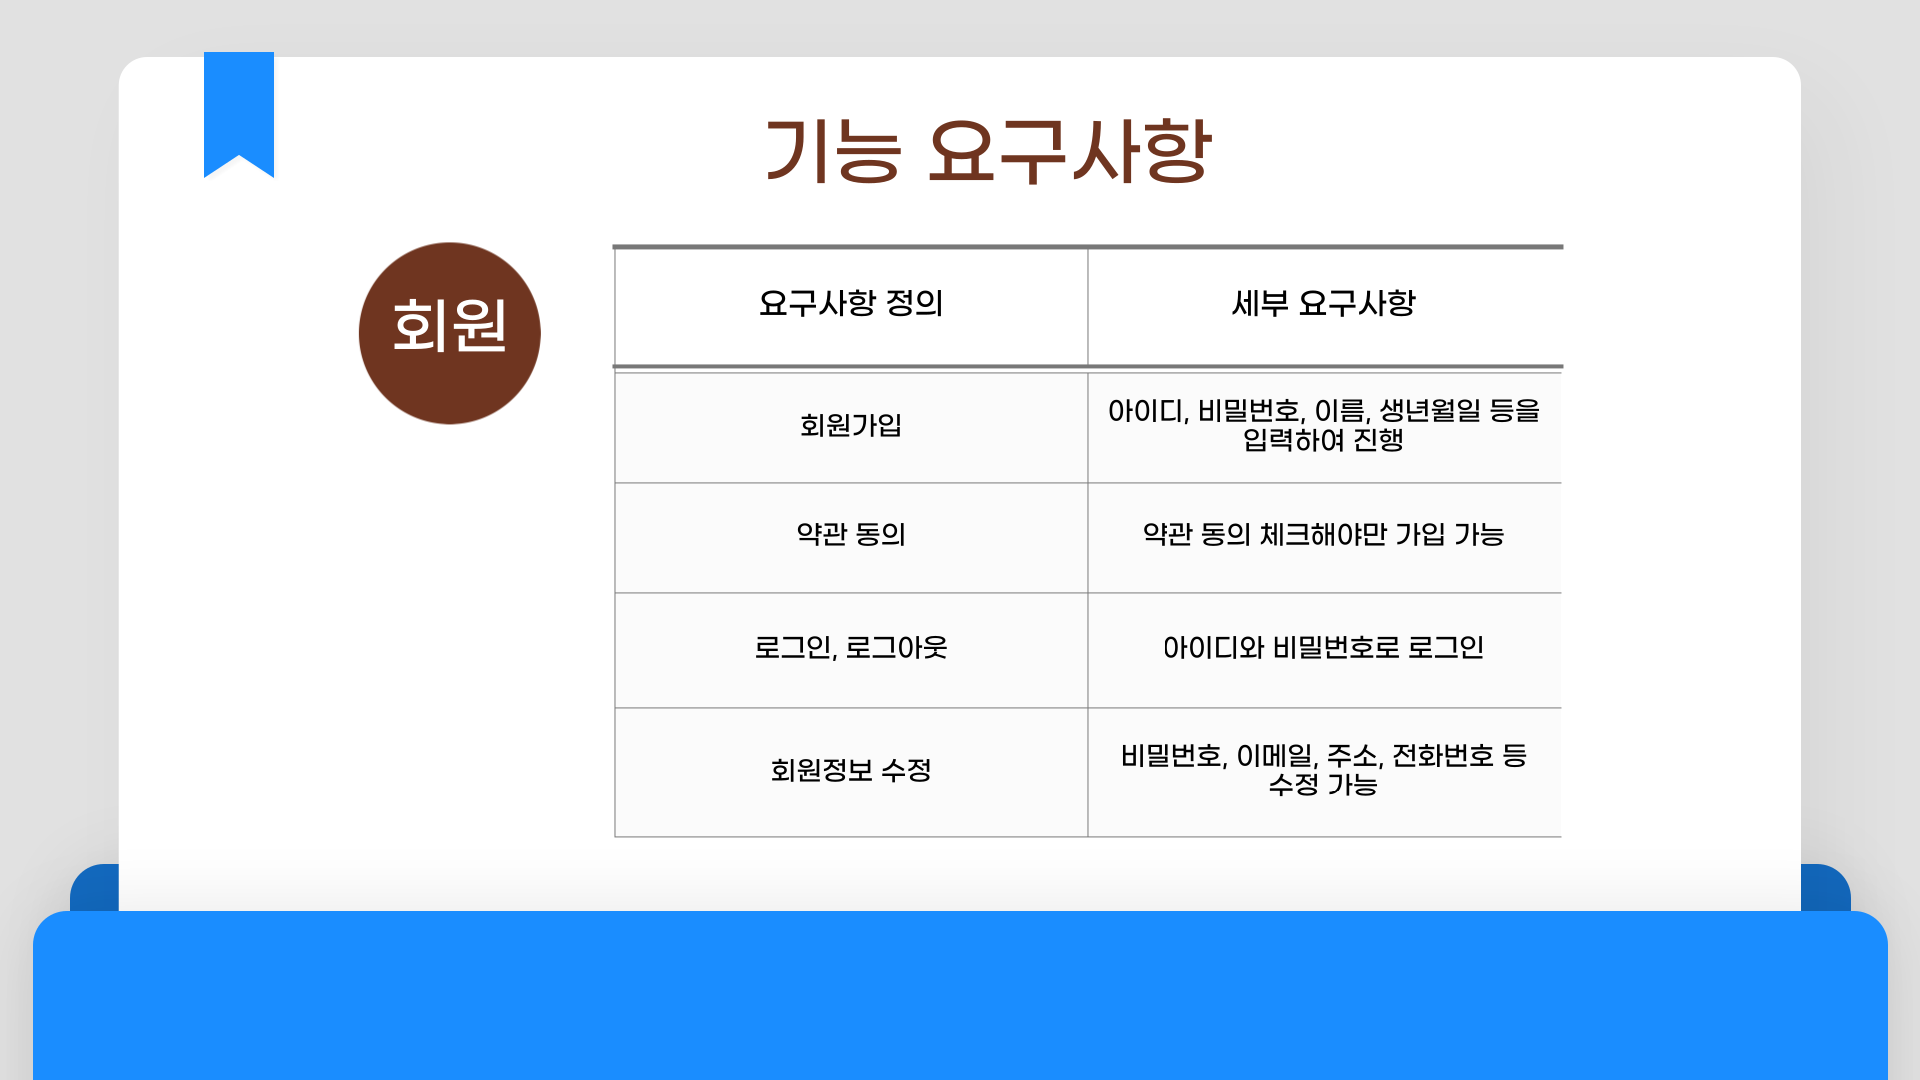 기능 요구사항
회원
요구사항 정의
세부 요구사항
회원가입
아이디, 비밀번호, 이름, 생년월일 등을
입력하여 진행
약관 동의
약관 동의 체크해야만 가입 가능
로그인, 로그아웃
아이디와 비밀번호로 로그인
회원정보 수정
비밀번호, 이메일, 주소, 전화번호 등
수정 가능